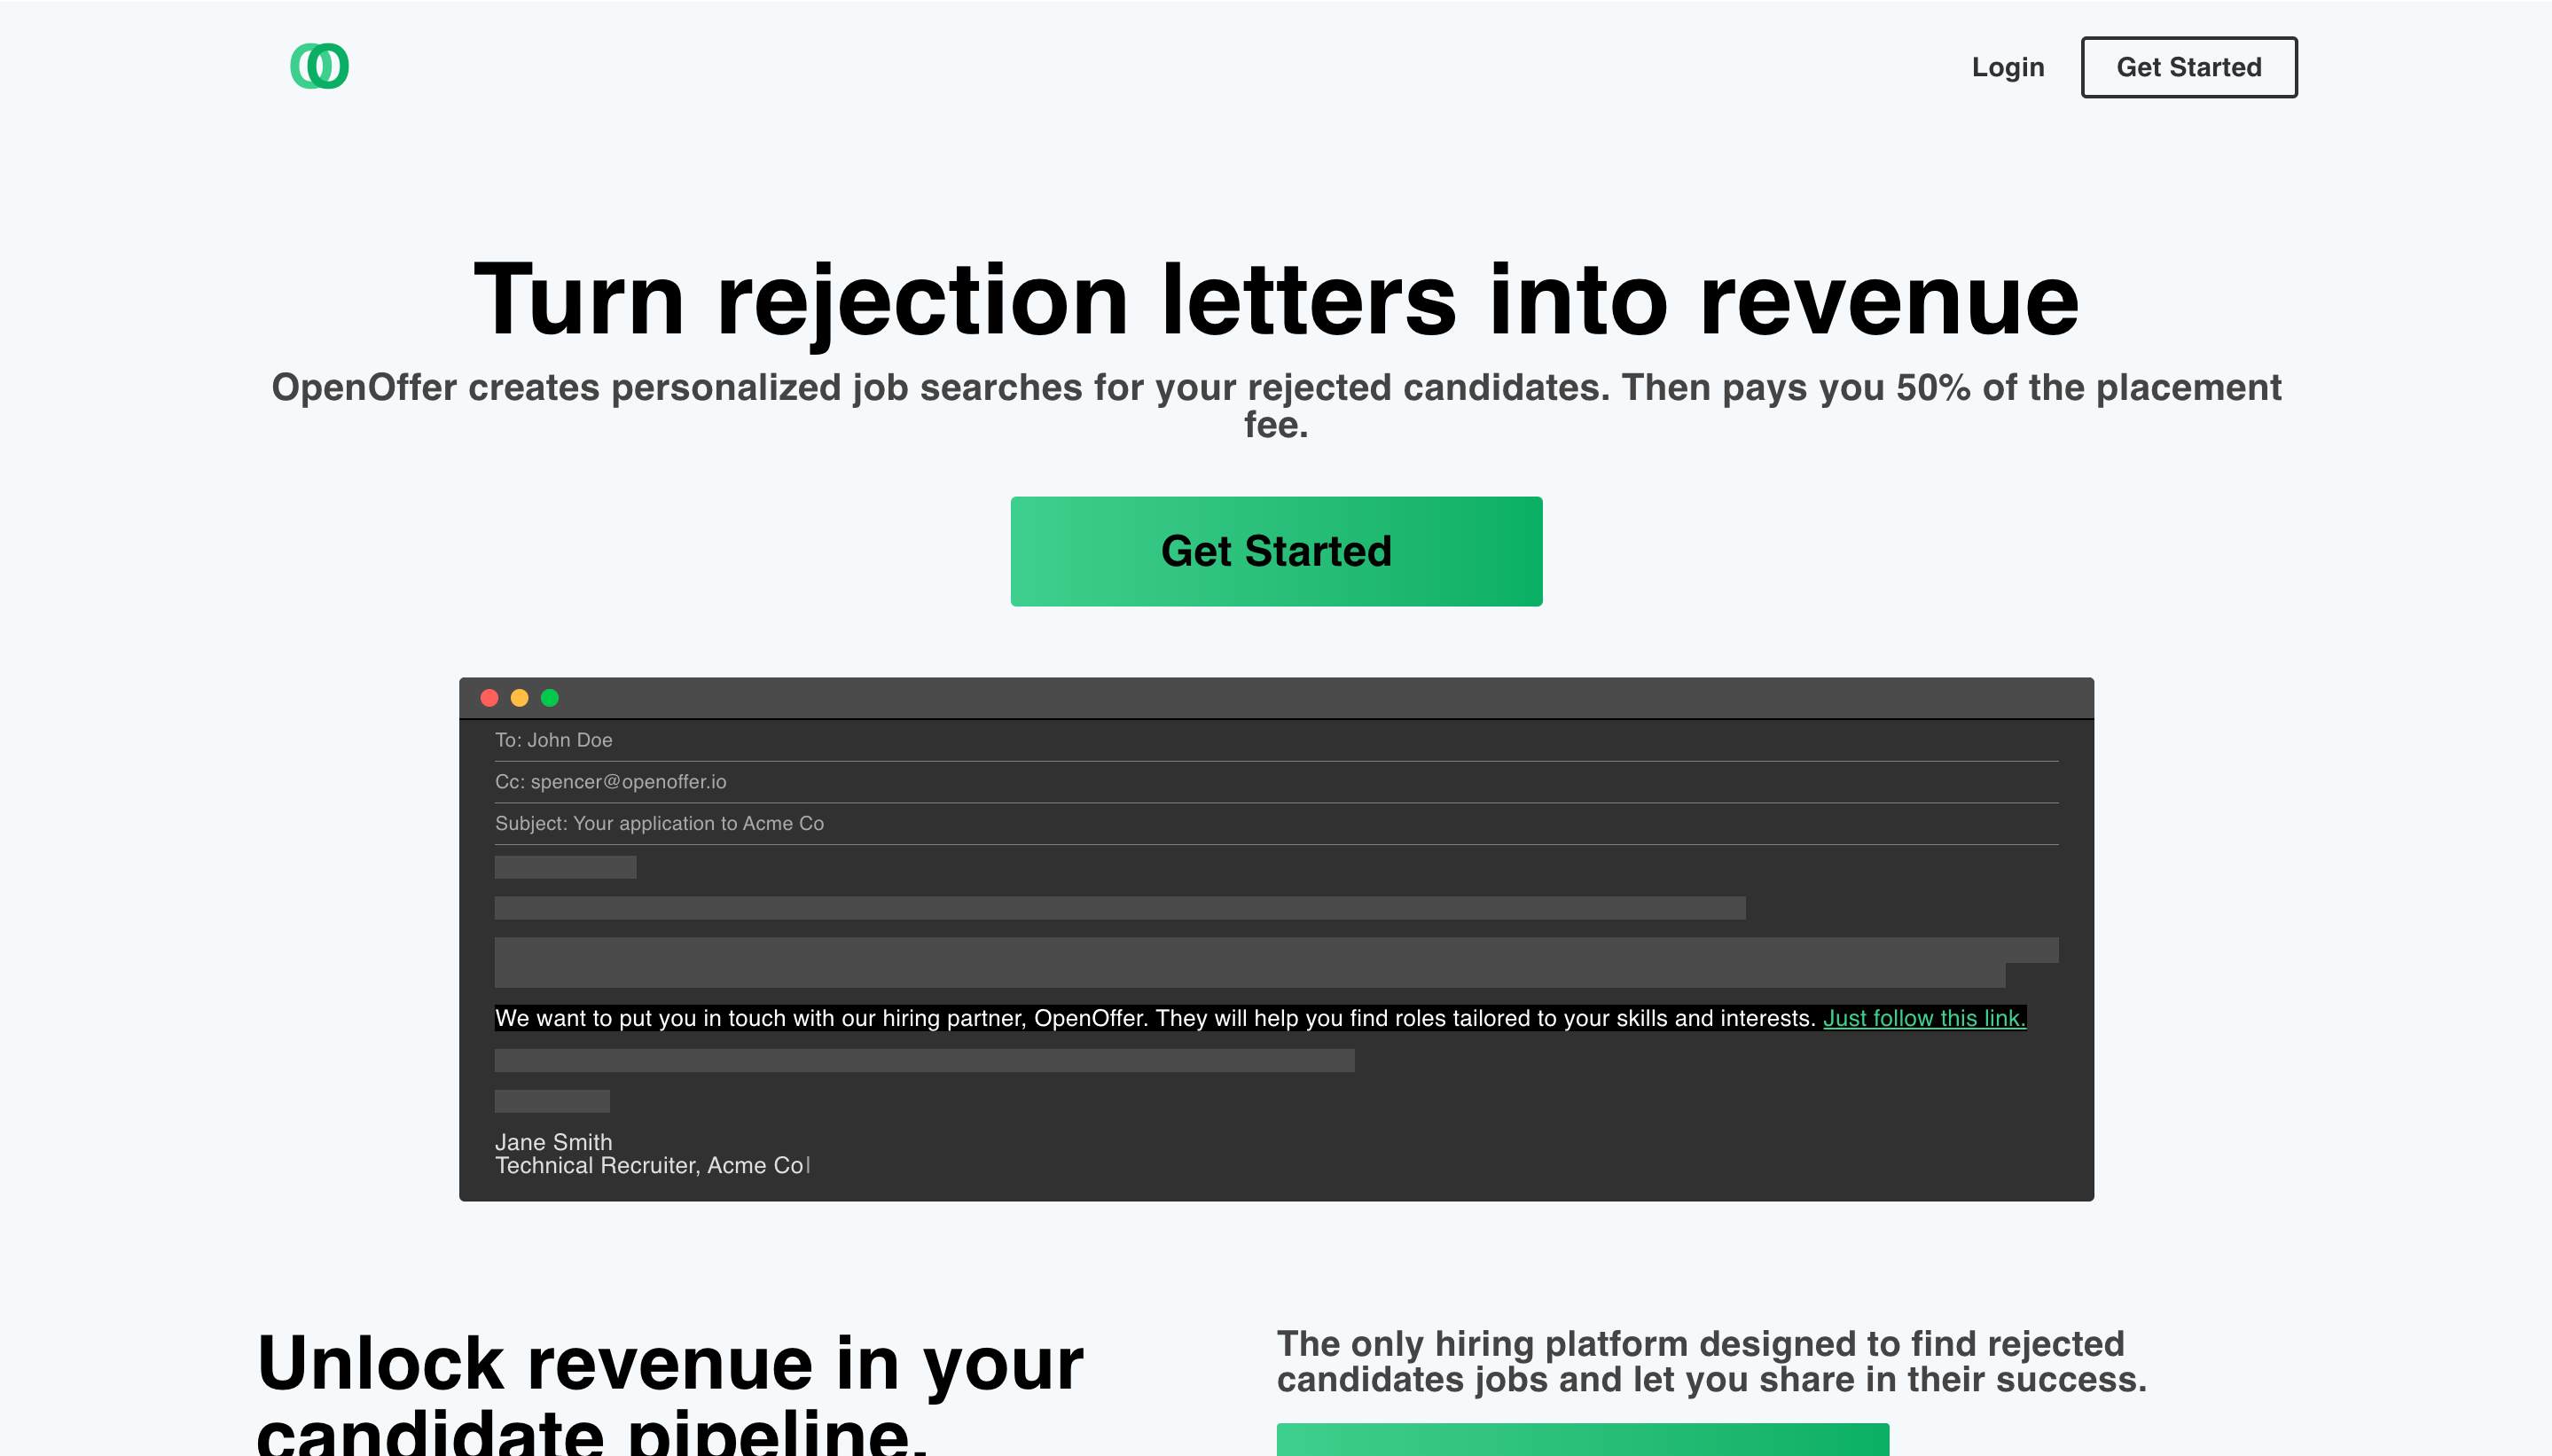 Login
Get Started
Turn rejection letters into revenue
OpenOffer creates personalized job searches for your rejected candidates. Then pays you 50% of the placement
fee.
Get Started
To: John Doe
Cc: spencer@openoffer.io
Subject: Your application to Acme Co
We want to put you in touch with our hiring partner, OpenOffer. They will help you find roles tailored to your skills and interests. Just follow this link.
Jane Smith
Technical Recruiter, Acme Co
Unlock revenue in your
candidate pipeline.
The only hiring platform designed to find rejected
candidates jobs and let you share in their success.